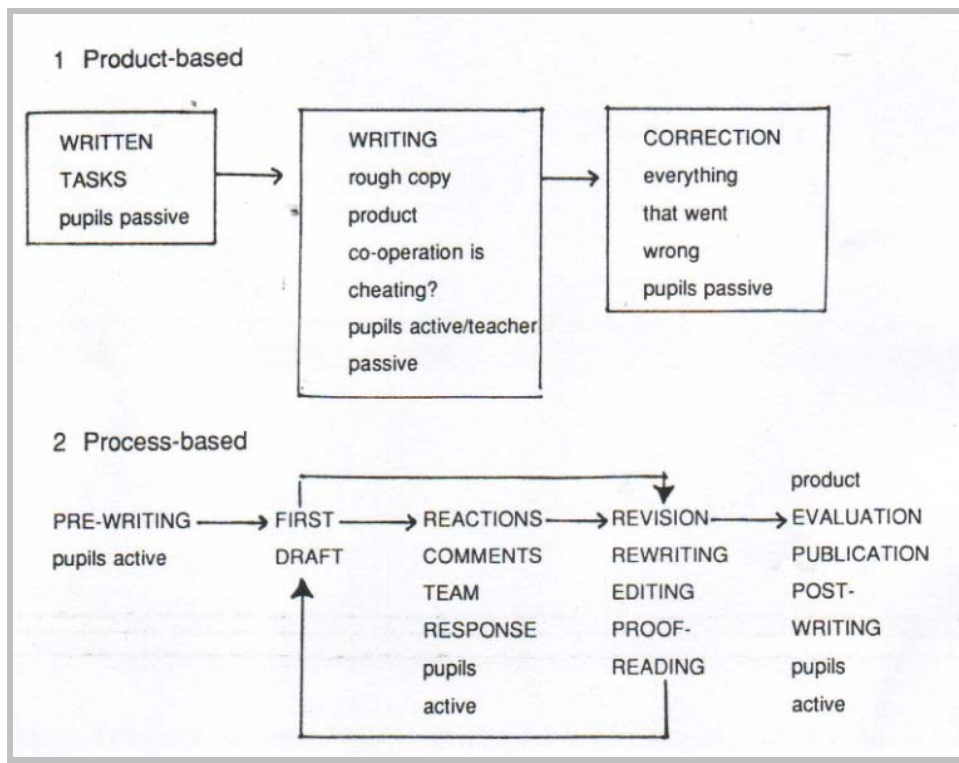 1 Product-based
WRITTEN
TASKS
pupils passive
WRITING
rough copy
product
co-operation is
cheating?
pupils active/teacher
passive
CORRECTION
everything
that went
wrong
pupils passive
2 Process-based
PRE-WRITING
pupils active
FIRST
DRAFT
REACTIONS
COMMENTS
TEAM
RESPONSE
pupils
active
REVISION
REWRITING
EDITING
PROOF-
READING
product
EVALUATION
PUBLICATION
POST-
WRITING
pupils
active